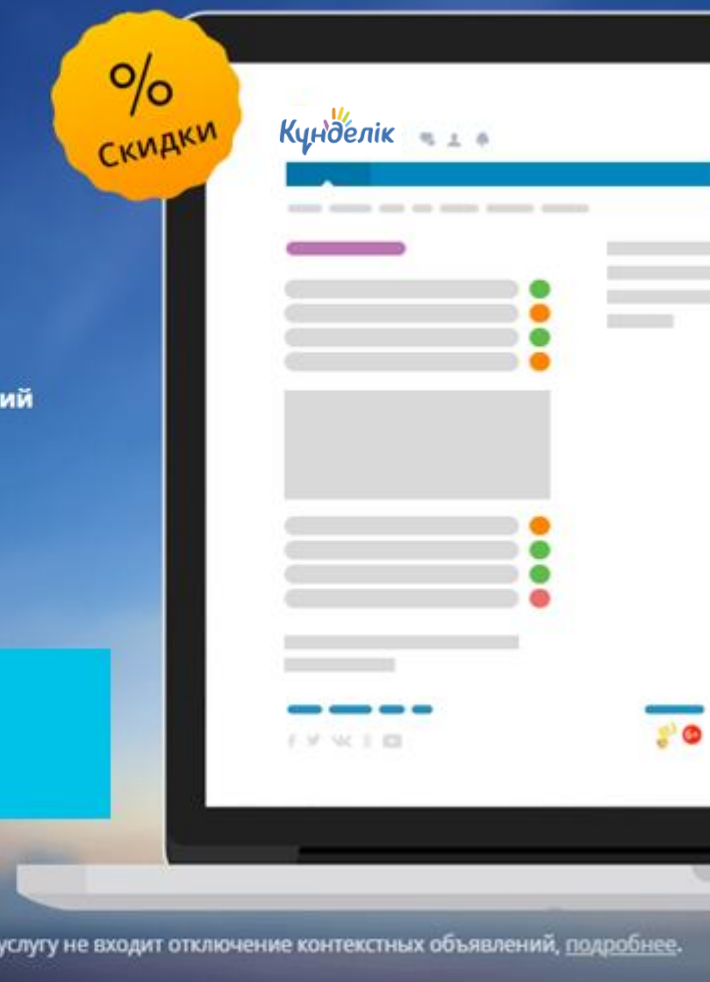 %
Скидки
Күнделік
ий
услугу не входит отключение контекстных объявлений, подробнее.